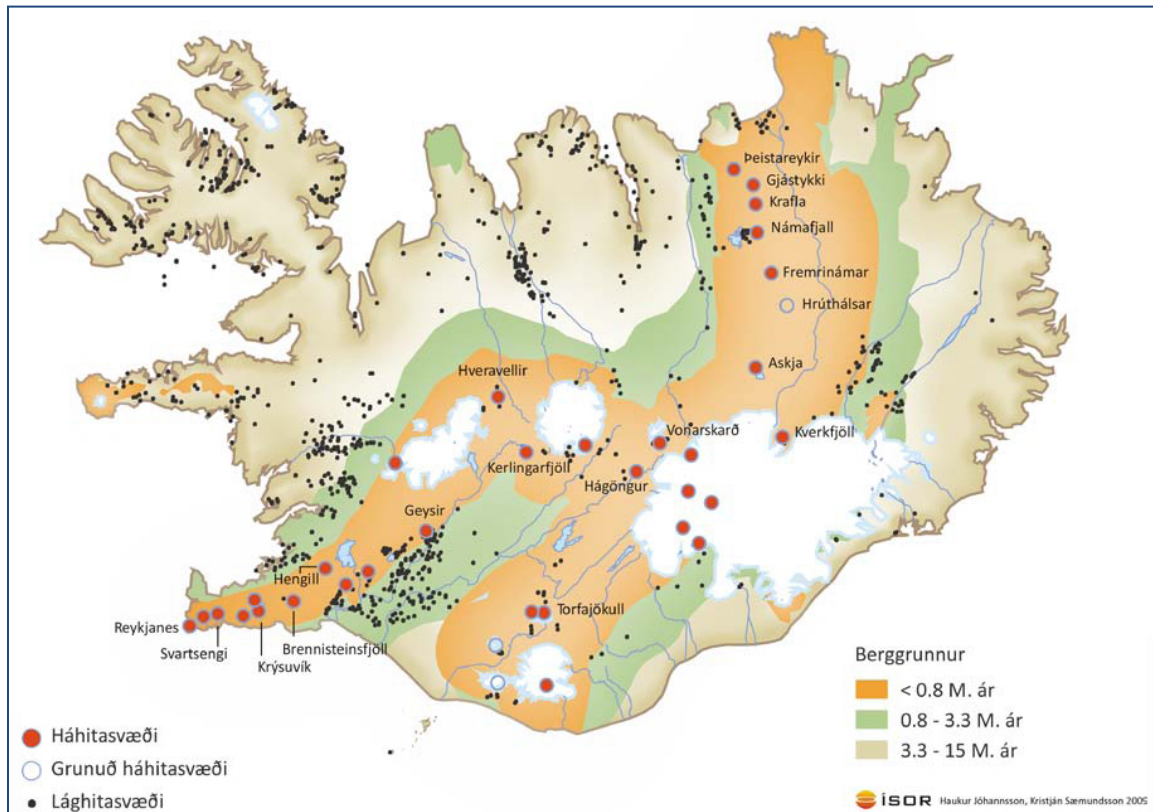 Þeistareykir
Gjástykki
Krafla
Námafjall
Fremrinámar
Hrúthálsar
Askja
Hveravellir
Vonarskarð
Kverkfjöll
Kerlingarfjöll
Hágöngur
Geysir
Hengill
Torfajökull
Reykjanes
Svartsengi
Krýsuvík
Brennisteinsfjöll
Berggrunnur
< 0.8 M. ár
0.8 - 3.3 M. ár
3.3 - 15 M. ár
Háhitasvæði
Grunuð háhitasvæði
Lághitasvæði
ÍSOR Haukur Jóhannsson, Kristján Sæmundsson 2005